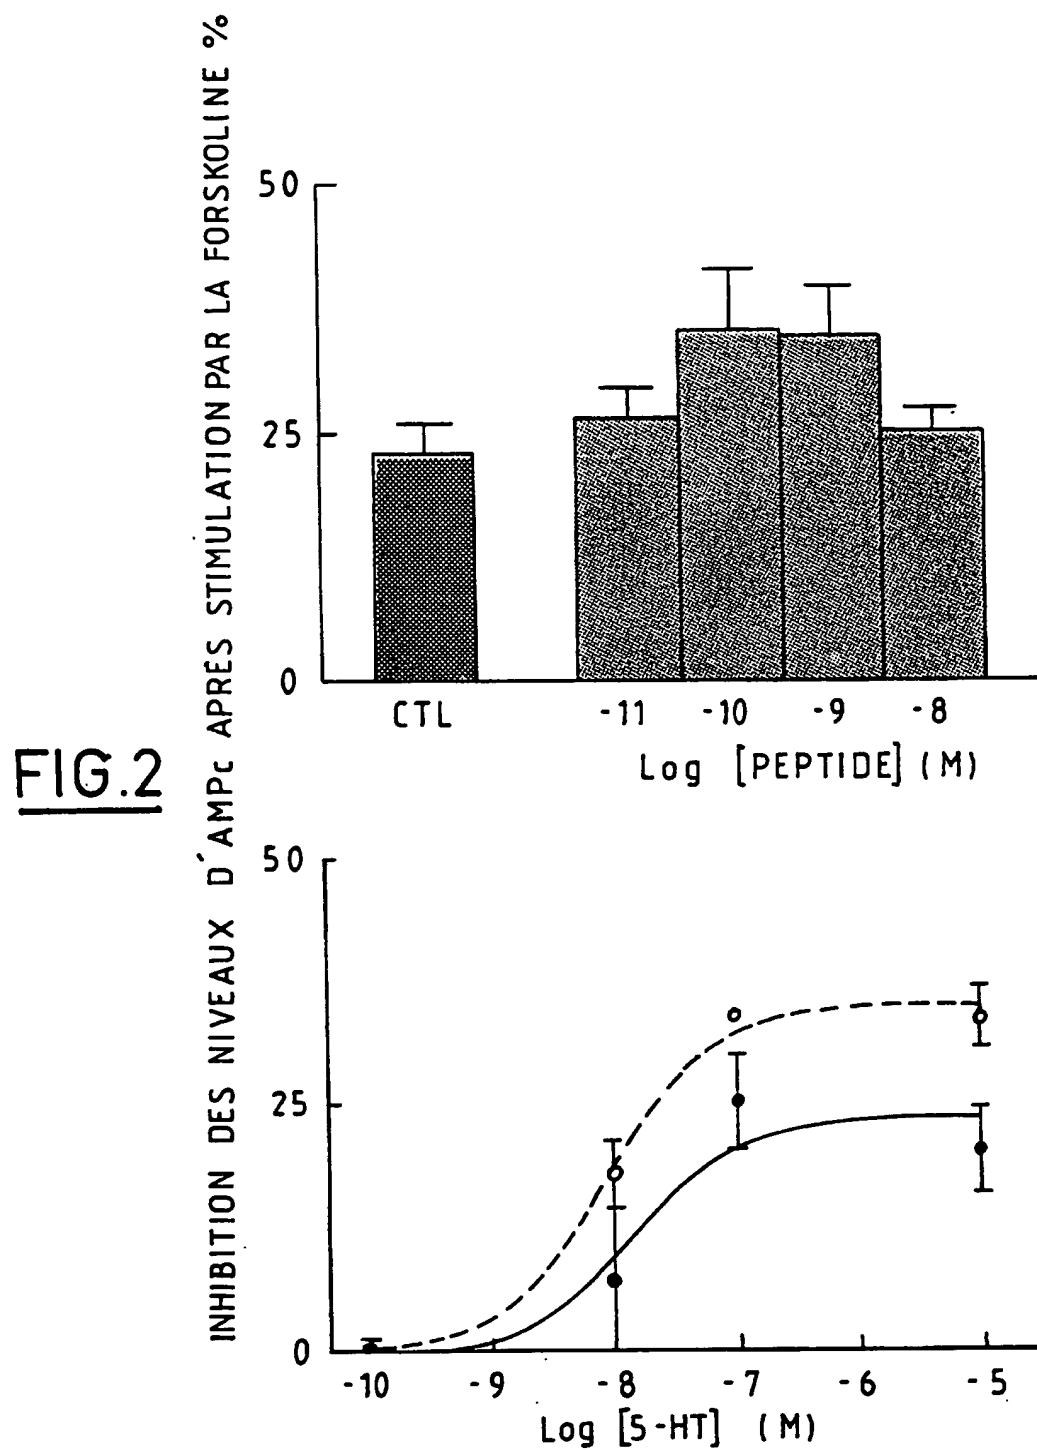 INHIBITION DES NIVEAUX D'AMPc APRÈS STIMULATION PAR LA FORSKOLINE %
50
25
0
CTL -11 -10 -9 -8
Log [PEPTIDE] (M)
FIG.2
50
25
0
-10 -9 -8 -7 -6 -5
Log [5-HT] (M)